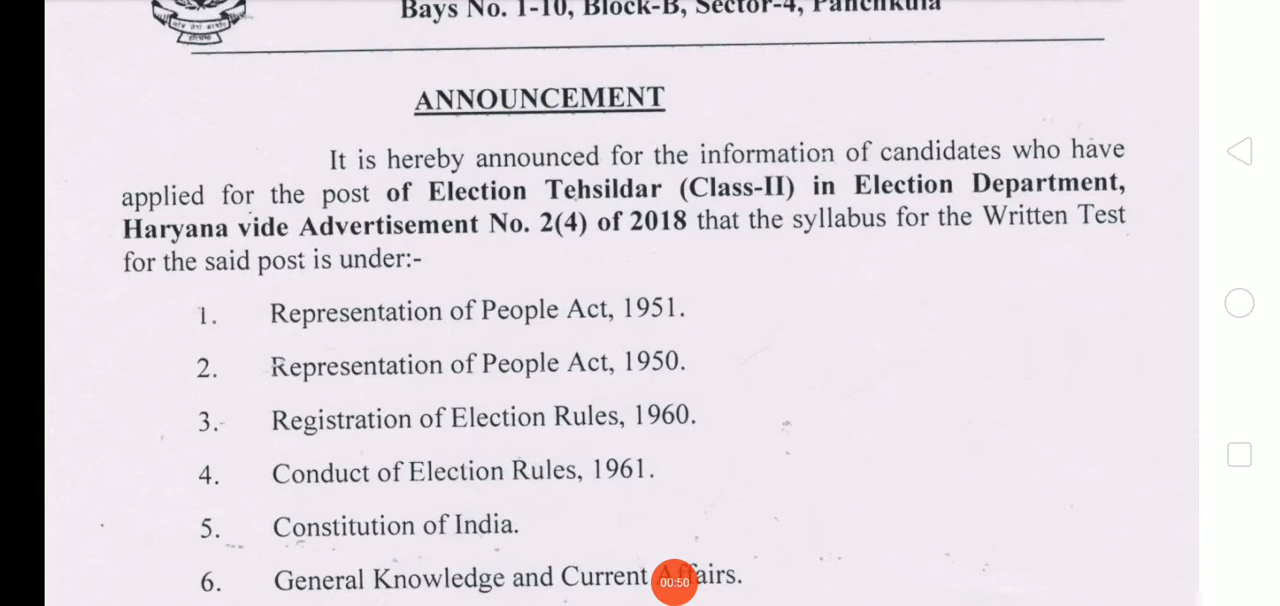 Bays No. 1-10, Block-B, Sector-4, Panchkula
ANNOUNCEMENT
It is hereby announced for the information of candidates who have
applied for the post of Election Tehsildar (Class-II) in Election Department,
Haryana vide Advertisement No. 2(4) of 2018 that the syllabus for the Written Test
for the said post is under:-
1. Representation of People Act, 1951.
2. Representation of People Act, 1950.
3. Registration of Election Rules, 1960.
4. Conduct of Election Rules, 1961.
5. Constitution of India.
6. General Knowledge and Current Affairs.
00:50